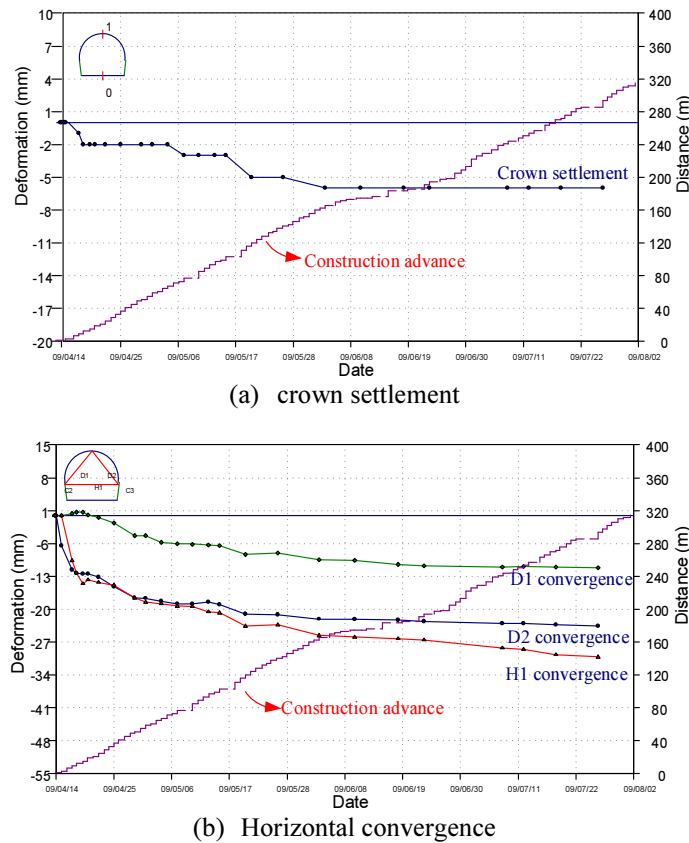 10
7
4
1
-2
-5
-8
-11
-14
-17
-20
Deformation (mm)
1
0
400
360
320
280
240
200
160
120
80
40
0
Distance (m)
Crown settlement
Construction advance
09/04/14 09/04/25 09/05/06 09/05/17 09/05/28 09/06/08 09/06/19 09/06/30 09/07/11 09/07/22 09/08/02
Date
(a) crown settlement
15
8
1
-6
-13
-20
-27
-34
-41
-48
-55
Deformation (mm)
D1 D2
H1
C2 C3
400
360
320
280
240
200
160
120
80
40
0
Distance (m)
D1 convergence
D2 convergence
H1 convergence
Construction advance
09/04/14 09/04/25 09/05/06 09/05/17 09/05/28 09/06/08 09/06/19 09/06/30 09/07/11 09/07/22 09/08/02
Date
(b) Horizontal convergence